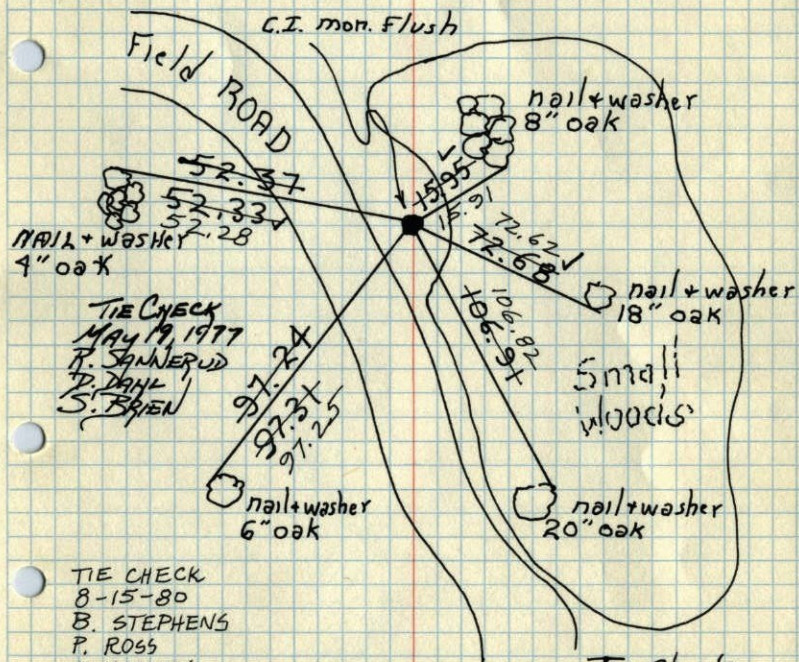 C.I. mon. Flush
Field ROAD
nail + washer
8" oak
52.37
52.33
52.28
15.95
72.62
72.68
NAIL + washer
4" oak
nail + washer
18" oak
106.82
106.91
Small
Woods
TIE CHECK
MAY 19, 1977
R. SANNERUD
D. DAHL
S. BRIEN
97.24
97.31
97.25
nail + washer
6" oak
nail + washer
20" oak
TIE CHECK
8-15-80
B. STEPHENS
P. ROSS